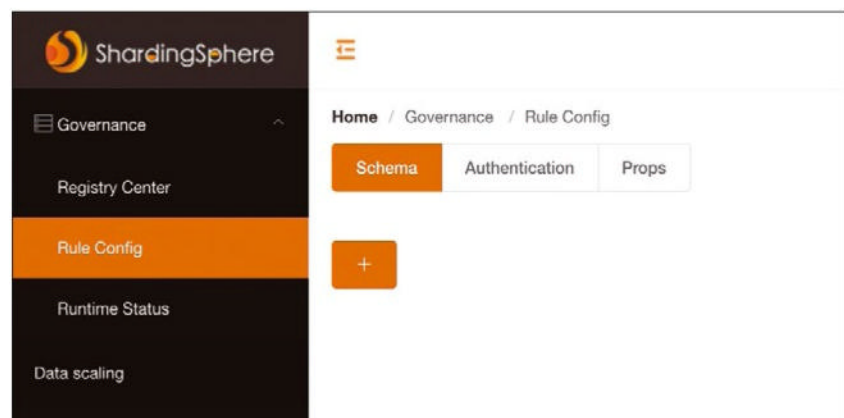 ShardingSphere
Governance
Registry Center
Rule Config
Runtime Status
Data scaling
Home / Governance / Rule Config
Schema Authentication Props
+